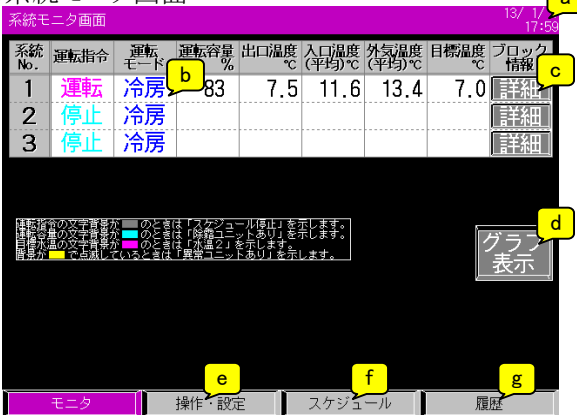 系統モニタ画面
13/ 1/
17:59
a
系統No. 運転指令 運転モード 運転容量% 出口温度℃ 入口温度(平均)℃ 外気温度(平均)℃ 目標温度℃ ブロック情報
b
c
1 運転 冷房 83 7.5 11.6 13.4 7.0 詳細
2 停止 冷房 詳細
3 停止 冷房 詳細
運転指令の文字背景が のときは「スケジュール停止」を示します。
運転容量の文字背景が のときは「除霜ユニットあり」を示します。
目標水温の文字背景が のときは「水温2」を示します。
背景が で点滅しているときは「異常ユニットあり」を示します。
d
グラフ
表示
e
f
g
モニタ 操作・設定 スケジュール 履歴